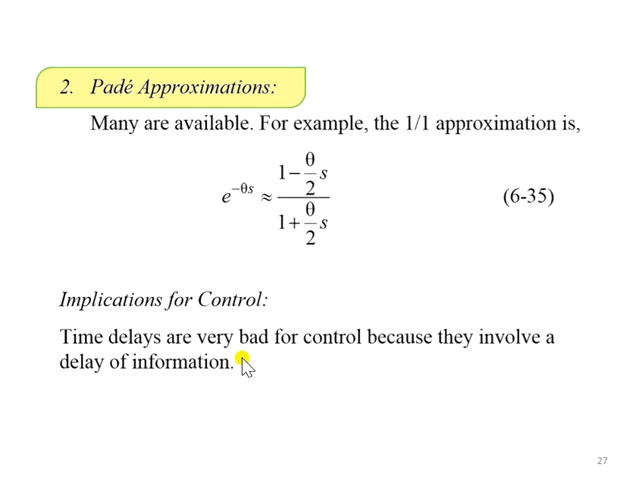 2. Padé Approximations:
Many are available. For example, the 1/1 approximation is,
e^{−θs} ≈ (1 − (θ/2)s) / (1 + (θ/2)s) (6-35)
Implications for Control:
Time delays are very bad for control because they involve a
delay of information.
27